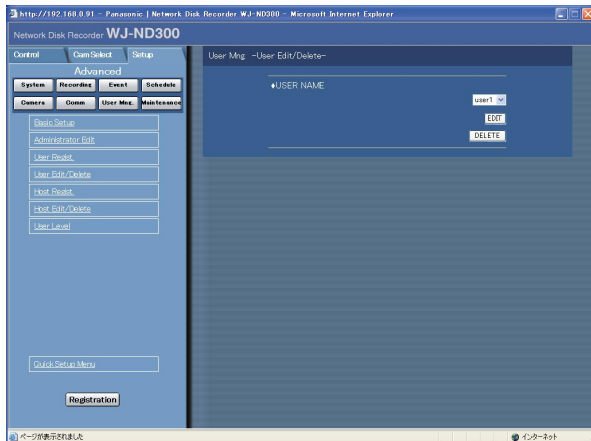 http://192.168.0.91 - Panasonic | Network Disk Recorder WJ-ND300 - Microsoft Internet Explorer
Network Disk Recorder WJ-ND300
Control Cam Select Setup
Advanced
System Recording Event Schedule
Camera Comm User Mng. Maintenance
Basic Setup
Administrator Edit
User Regist.
User Edit/Delete
Host Regist.
Host Edit/Delete
User Level
Quick Setup Menu
Registration
User Mng. -User Edit/Delete-
♦USER NAME
user1
EDIT
DELETE
ページが表示されました
インターネット